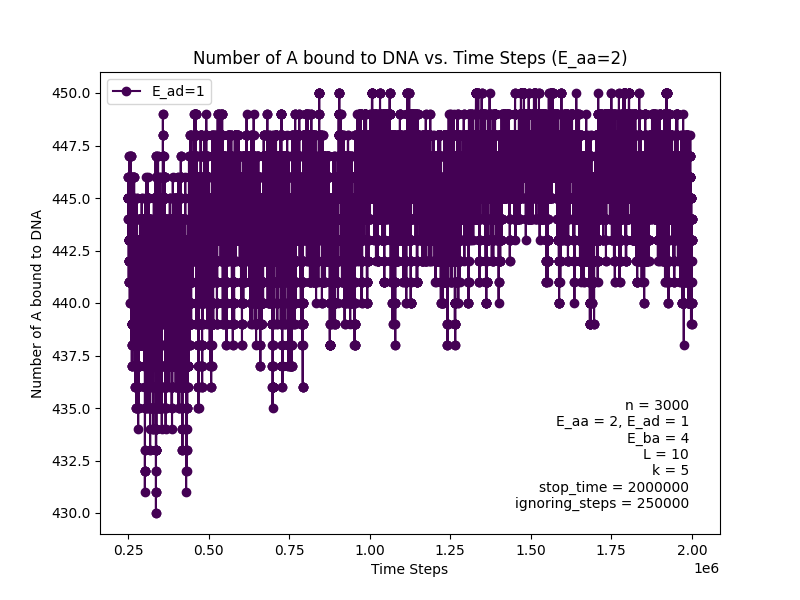 Number of A bound to DNA vs. Time Steps (E_aa=2)
E_ad=1
Number of A bound to DNA
450.0
447.5
445.0
442.5
440.0
437.5
435.0
432.5
430.0
n = 3000
E_aa = 2, E_ad = 1
E_ba = 4
L = 10
k = 5
stop_time = 2000000
ignoring_steps = 250000
0.25 0.50 0.75 1.00 1.25 1.50 1.75 2.00
1e6
Time Steps